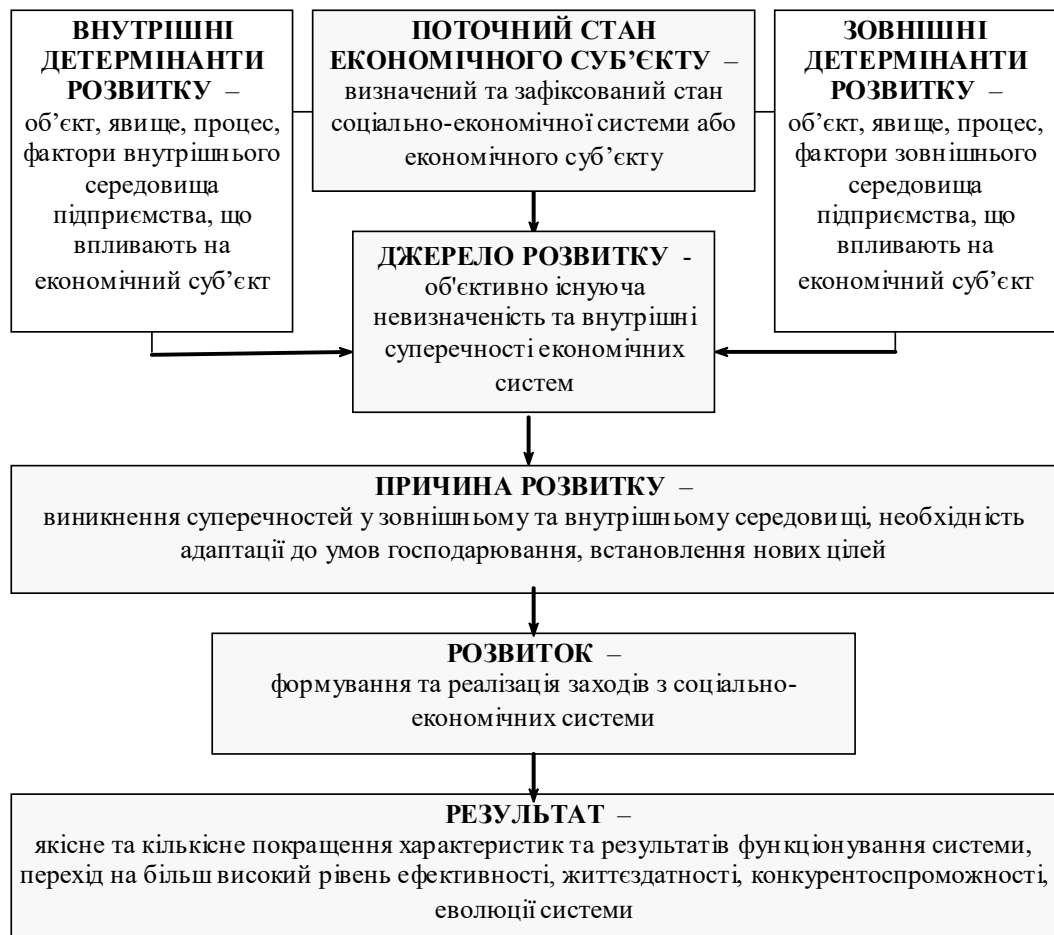 ВНУТРІШНІ
ДЕТЕРМІНАНТИ
РОЗВИТКУ –
об’єкт, явище, процес,
фактори внутрішнього
середовища
підприємства, що
впливають на
економічний суб’єкт
ПОТОЧНИЙ СТАН
ЕКОНОМІЧНОГО СУБ’ЄКТУ –
визначений та зафіксований стан
соціально-економічної системи або
економічного суб’єкту
ЗОВНІШНІ
ДЕТЕРМІНАНТИ
РОЗВИТКУ –
об’єкт, явище, процес,
фактори зовнішнього
середовища
підприємства, що
впливають на
економічний суб’єкт
ДЖЕРЕЛО РОЗВИТКУ -
об'єктивно існуюча
невизначеність та внутрішні
суперечності економічних
систем
ПРИЧИНА РОЗВИТКУ –
виникнення суперечностей у зовнішньому та внутрішньому середовищі, необхідність
адаптації до умов господарювання, встановлення нових цілей
РОЗВИТОК –
формування та реалізація заходів з соціально-
економічних системи
РЕЗУЛЬТАТ –
якісне та кількісне покращення характеристик та результатів функціонування системи,
перехід на більш високий рівень ефективності, життєздатності, конкурентоспроможності,
еволюції системи